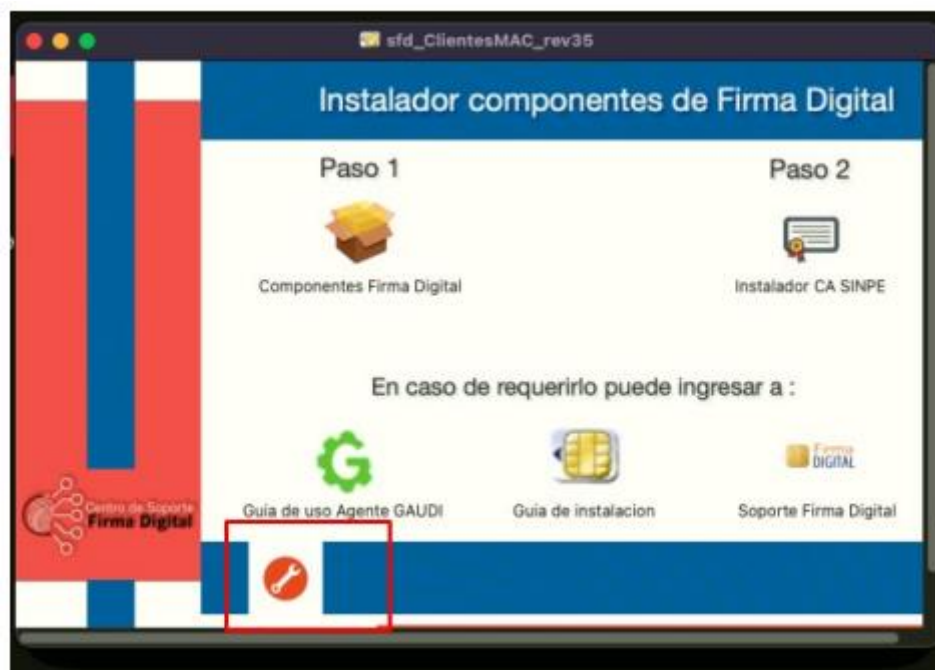 sfd_ClientesMAC_rev35
Instalador componentes de Firma Digital
Paso 1
Paso 2
Componentes Firma Digital
Instalador CA SINPE
En caso de requerirlo puede ingresar a :
G
Firma
DIGITAL
Guia de uso Agente GAUDI
Guia de instalacion
Soporte Firma Digital
Centro de Soporte
Firma Digital